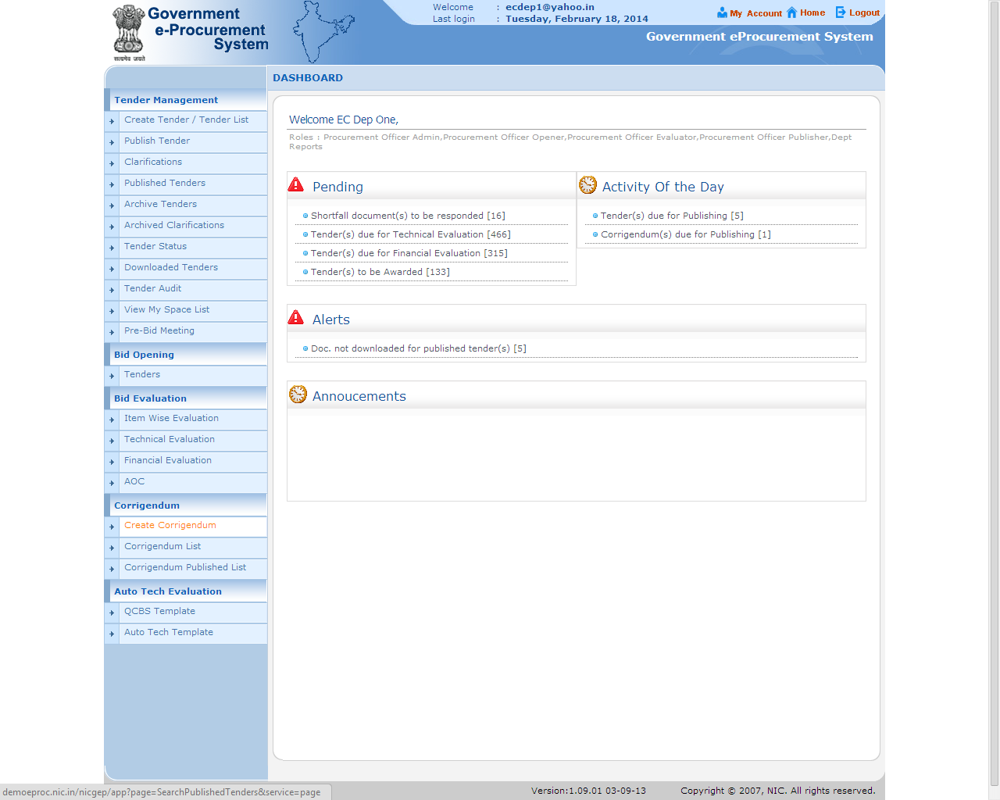 Government
e-Procurement
System
सत्यमेव जयते
Welcome : ecdep1@yahoo.in
Last login : Tuesday, February 18, 2014
My Account Home Logout
Government eProcurement System
DASHBOARD
Tender Management
Create Tender / Tender List
Publish Tender
Clarifications
Published Tenders
Archive Tenders
Archived Clarifications
Tender Status
Downloaded Tenders
Tender Audit
View My Space List
Pre-Bid Meeting
Bid Opening
Tenders
Bid Evaluation
Item Wise Evaluation
Technical Evaluation
Financial Evaluation
AOC
Corrigendum
Create Corrigendum
Corrigendum List
Corrigendum Published List
Auto Tech Evaluation
QCBS Template
Auto Tech Template
Welcome EC Dep One,
Roles : Procurement Officer Admin,Procurement Officer Opener,Procurement Officer Evaluator,Procurement Officer Publisher,Dept
Reports
Pending
Shortfall document(s) to be responded [16]
Tender(s) due for Technical Evaluation [466]
Tender(s) due for Financial Evaluation [315]
Tender(s) to be Awarded [133]
Activity Of the Day
Tender(s) due for Publishing [5]
Corrigendum(s) due for Publishing [1]
Alerts
Doc. not downloaded for published tender(s) [5]
Annoucements
demoeproc.nic.in/nicgep/app?page=SearchPublishedTenders&service=page
Version:1.09.01 03-09-13
Copyright © 2007, NIC. All rights reserved.